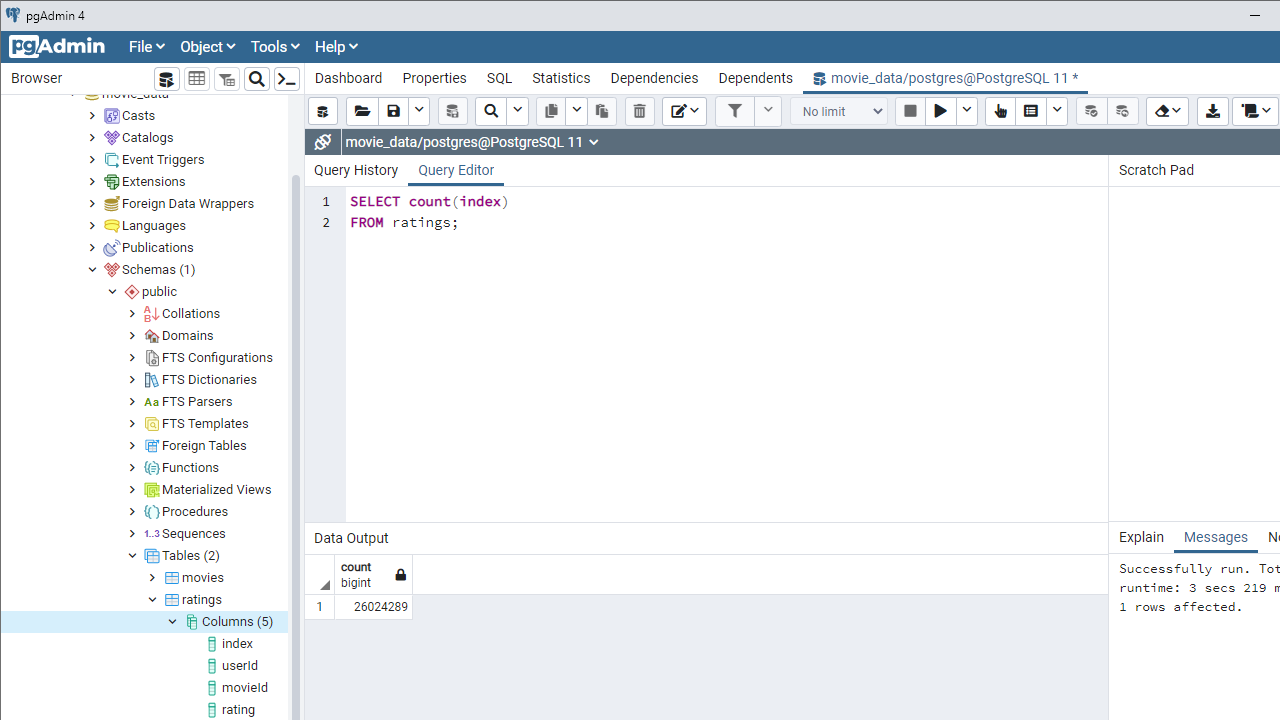 pgAdmin 4
pgAdmin File Object Tools Help
Browser
Dashboard Properties SQL Statistics Dependencies Dependents movie_data/postgres@PostgreSQL 11 *
No limit
movie_data/postgres@PostgreSQL 11
movie_data
Casts
Catalogs
Event Triggers
Extensions
Foreign Data Wrappers
Languages
Publications
Schemas (1)
public
Collations
Domains
FTS Configurations
FTS Dictionaries
Aa FTS Parsers
FTS Templates
Foreign Tables
Functions
Materialized Views
Procedures
1..3 Sequences
Tables (2)
movies
ratings
Columns (5)
index
userId
movieId
rating
Query History Query Editor
1 SELECT count(index)
2 FROM ratings;
Scratch Pad
Data Output
count
bigint
1 26024289
Explain Messages
Successfully run. Tot
runtime: 3 secs 219 m
1 rows affected.